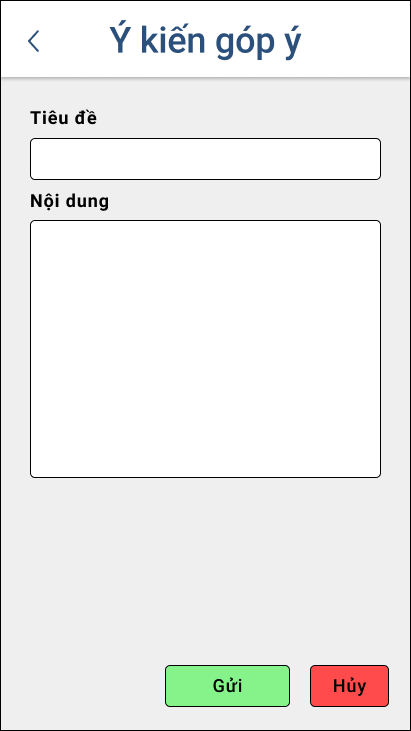 Ý kiến góp ý
Tiêu đề
Nội dung
Gửi
Hủy